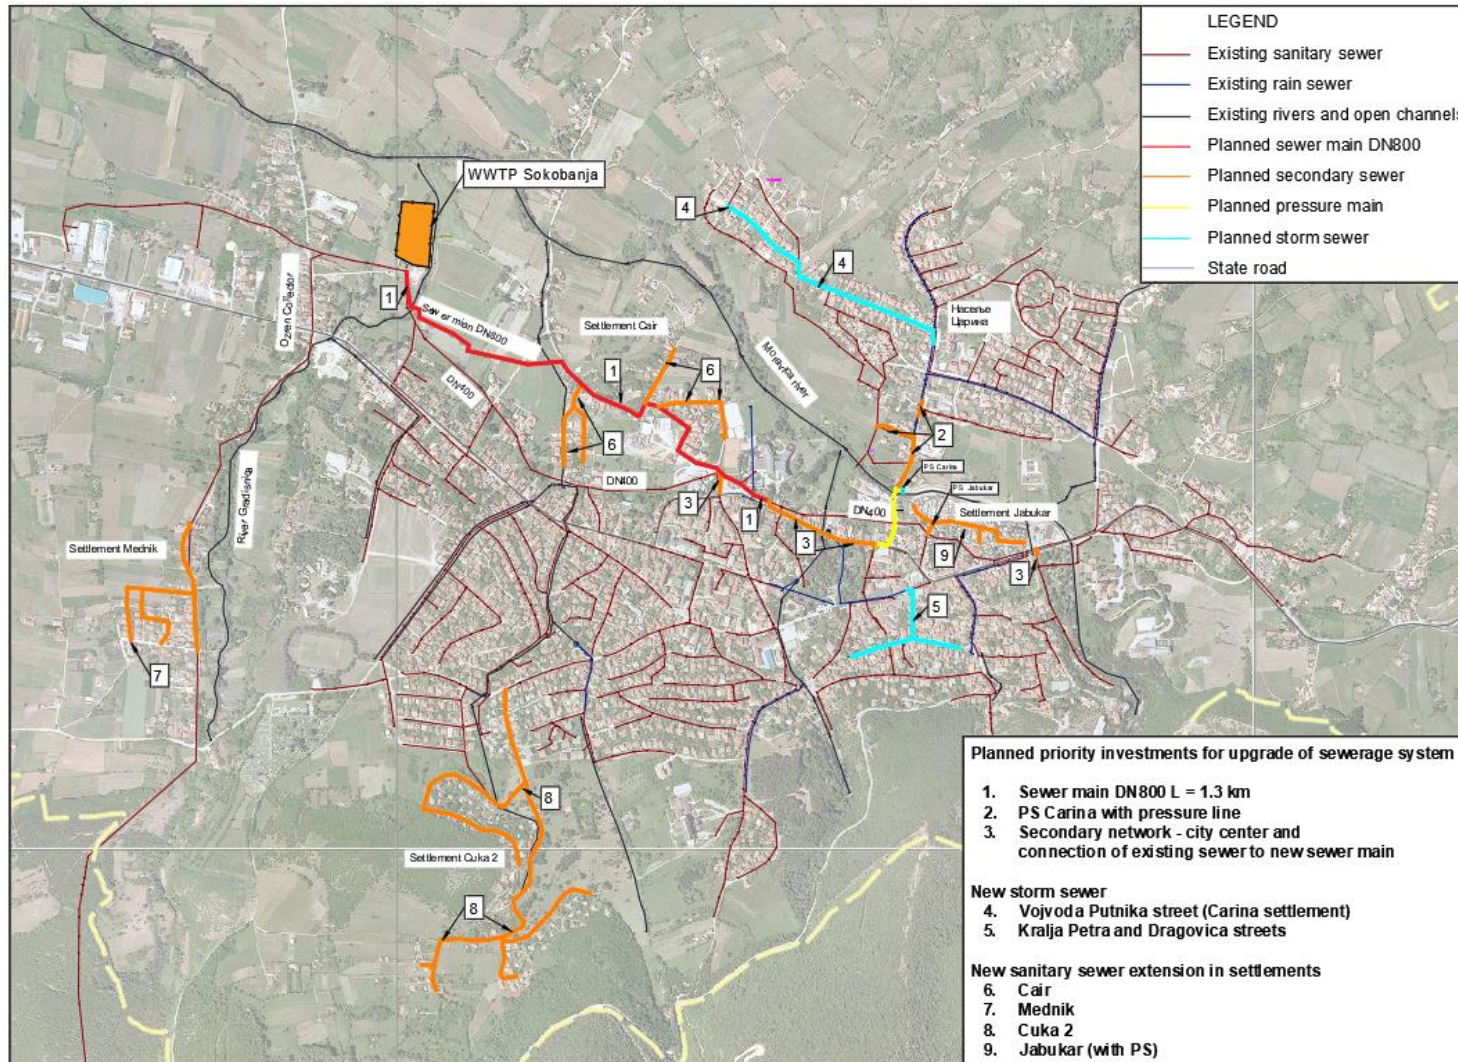 LEGEND
Existing sanitary sewer
Existing rain sewer
Existing rivers and open channels
Planned sewer main DN800
Planned secondary sewer
Planned pressure main
Planned storm sewer
State road
WWTP Sokobanja
4
4
1
Ozren Collector
Sewer mion DN800
Settlement Cair
Насеље
Царина
Moravica river
1
6
DN400
6
2
DN400
PS Carina
PS Jabukar
3
1
DN400
Settlement Jabukar
River Gradisnka
Settlement Mednik
3
9
3
5
7
8
Settlement Cuka 2
8
Planned priority investments for upgrade of sewerage system
1. Sewer main DN800 L = 1.3 km
2. PS Carina with pressure line
3. Secondary network - city center and
connection of existing sewer to new sewer main
New storm sewer
4. Vojvoda Putnika street (Carina settlement)
5. Kralja Petra and Dragovica streets
New sanitary sewer extension in settlements
6. Cair
7. Mednik
8. Cuka 2
9. Jabukar (with PS)